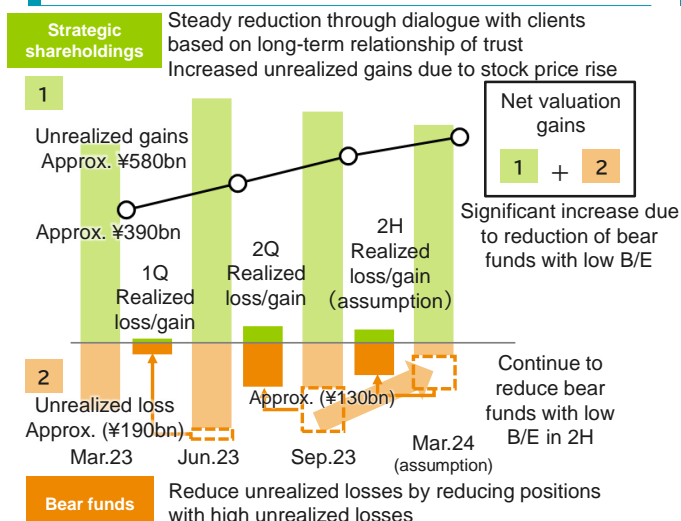 Strategic
shareholdings
Steady reduction through dialogue with clients
based on long-term relationship of trust
Increased unrealized gains due to stock price rise
1
Unrealized gains
Approx. ¥580bn
Approx. ¥390bn
Net valuation
gains
1 + 2
Significant increase due
to reduction of bear
funds with low B/E
1Q
Realized
loss/gain
2Q
Realized
loss/gain
2H
Realized
loss/gain
(assumption)
2
Unrealized loss
Approx. (¥190bn)
Approx. (¥130bn)
Continue to
reduce bear
funds with low
B/E in 2H
Mar.23
Jun.23
Sep.23
Mar.24
(assumption)
Bear funds
Reduce unrealized losses by reducing positions
with high unrealized losses